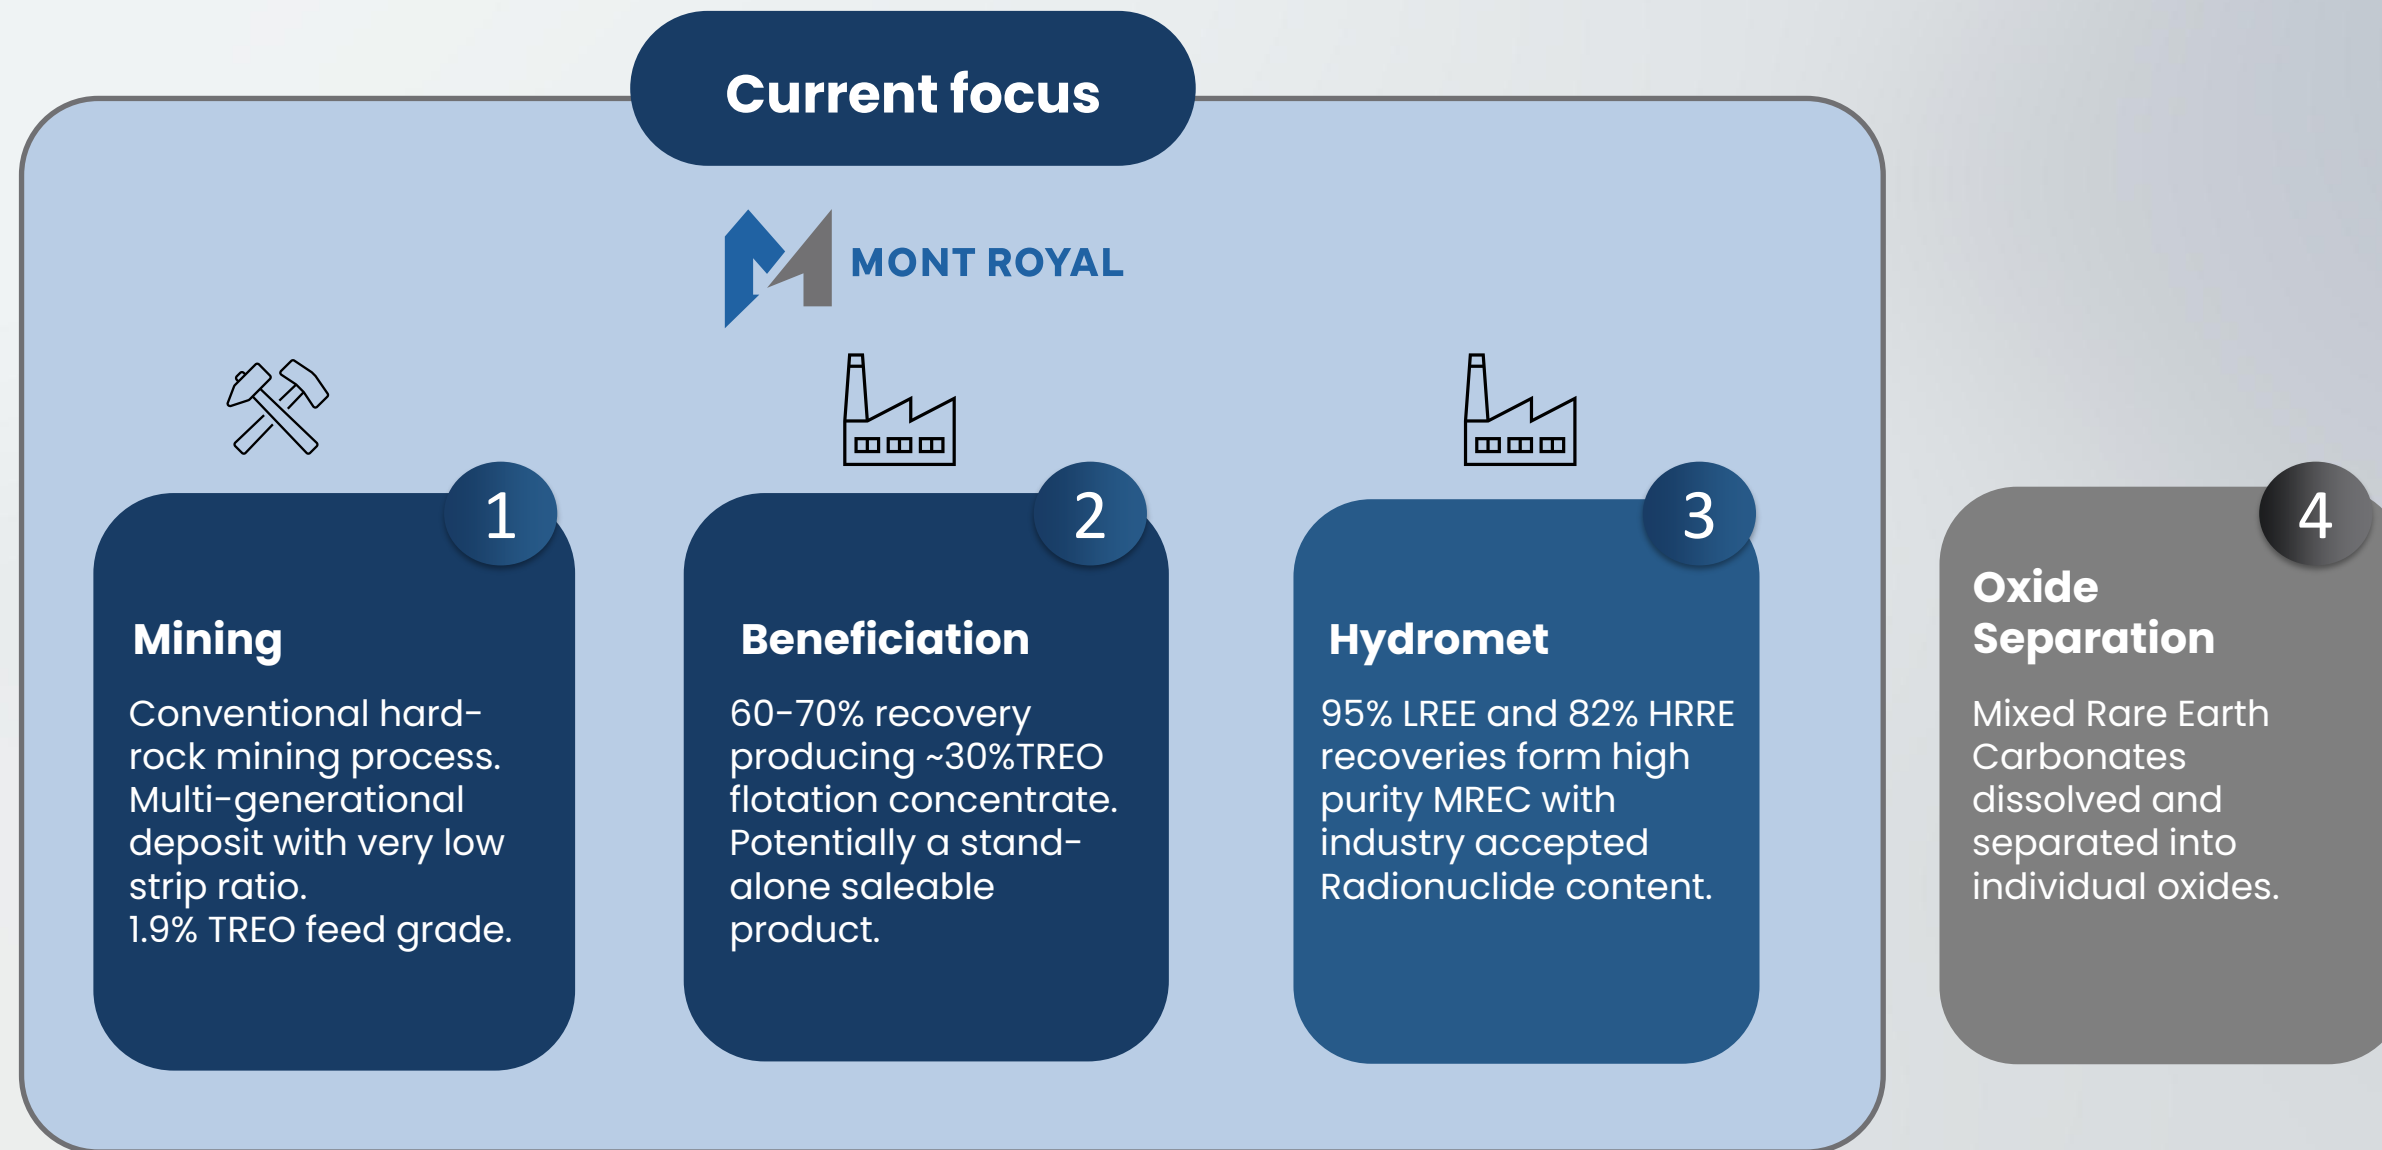 Current focus
MONT ROYAL
1
Mining
Conventional hard-
rock mining process.
Multi-generational
deposit with very low
strip ratio.
1.9% TREO feed grade.
2
Beneficiation
60-70% recovery
producing ~30%TREO
flotation concentrate.
Potentially a stand-
alone saleable
product.
3
Hydromet
95% LREE and 82% HRRE
recoveries form high
purity MREC with
industry accepted
Radionuclide content.
4
Oxide
Separation
Mixed Rare Earth
Carbonates
dissolved and
separated into
individual oxides.